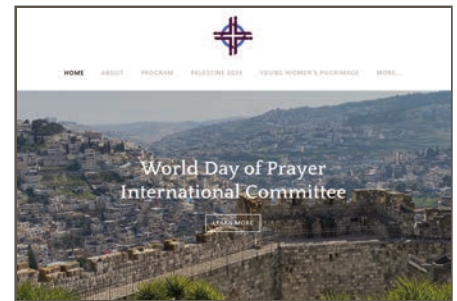 HOME ABOUT PROGRAM PALESTINE 2024 YOUNG WOMEN'S PILGRIMAGE MORE...
World Day of Prayer
International Committee
LEARN MORE